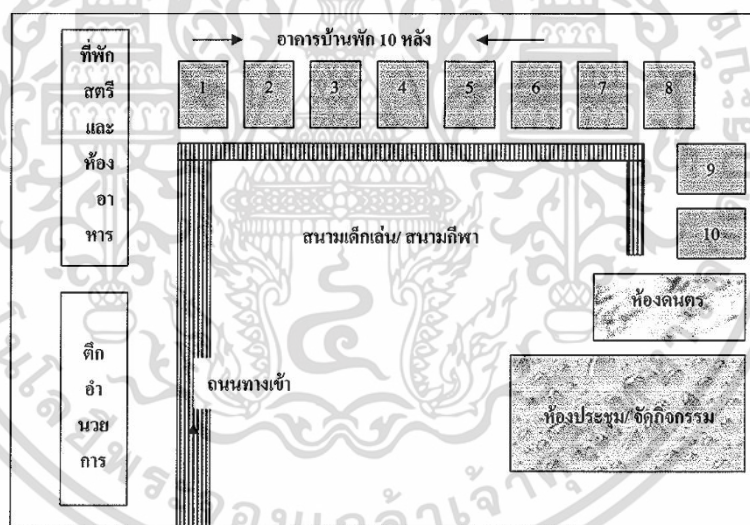 อาคารบ้านพัก 10 หลัง
ที่พัก
สตรี
และ
ห้อง
อา
หาร
1 2 3 4 5 6 7 8
9
10
สนามเด็กเล่น/ สนามกีฬา
ห้องดนตรี
ตึก
อำ
นวย
การ
ถนนทางเข้า
ห้องประชุม/ จัดกิจกรรม